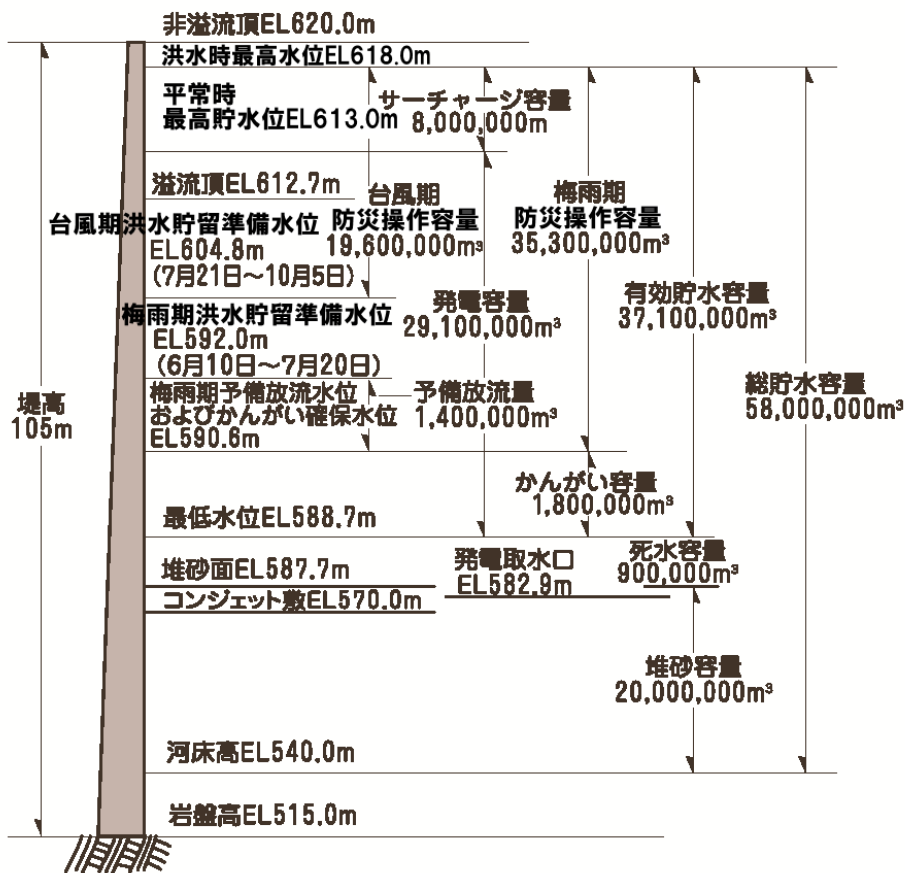 非溢流頂EL620.0m
洪水時最高水位EL618.0m
平常時
最高貯水位EL613.0m
サーチャージ容量
8,000,000m
溢流頂EL612.7m
台風期
防災操作容量
19,600,000m³
梅雨期
防災操作容量
35,300,000m³
台風期洪水貯留準備水位
EL604.8m
(7月21日～10月5日)
発電容量
29,100,000m³
有効貯水容量
37,100,000m³
梅雨期洪水貯留準備水位
EL592.0m
(6月10日～7月20日)
総貯水容量
58,000,000m³
堤高
105m
梅雨期予備放流水位
およびかんがい確保水位
EL590.6m
予備放流量
1,400,000m³
かんがい容量
1,800,000m³
最低水位EL588.7m
堆砂面EL587.7m
発電取水口
EL582.9m
死水容量
900,000m³
コンジェット敷EL570.0m
堆砂容量
20,000,000m³
河床高EL540.0m
岩盤高EL515.0m